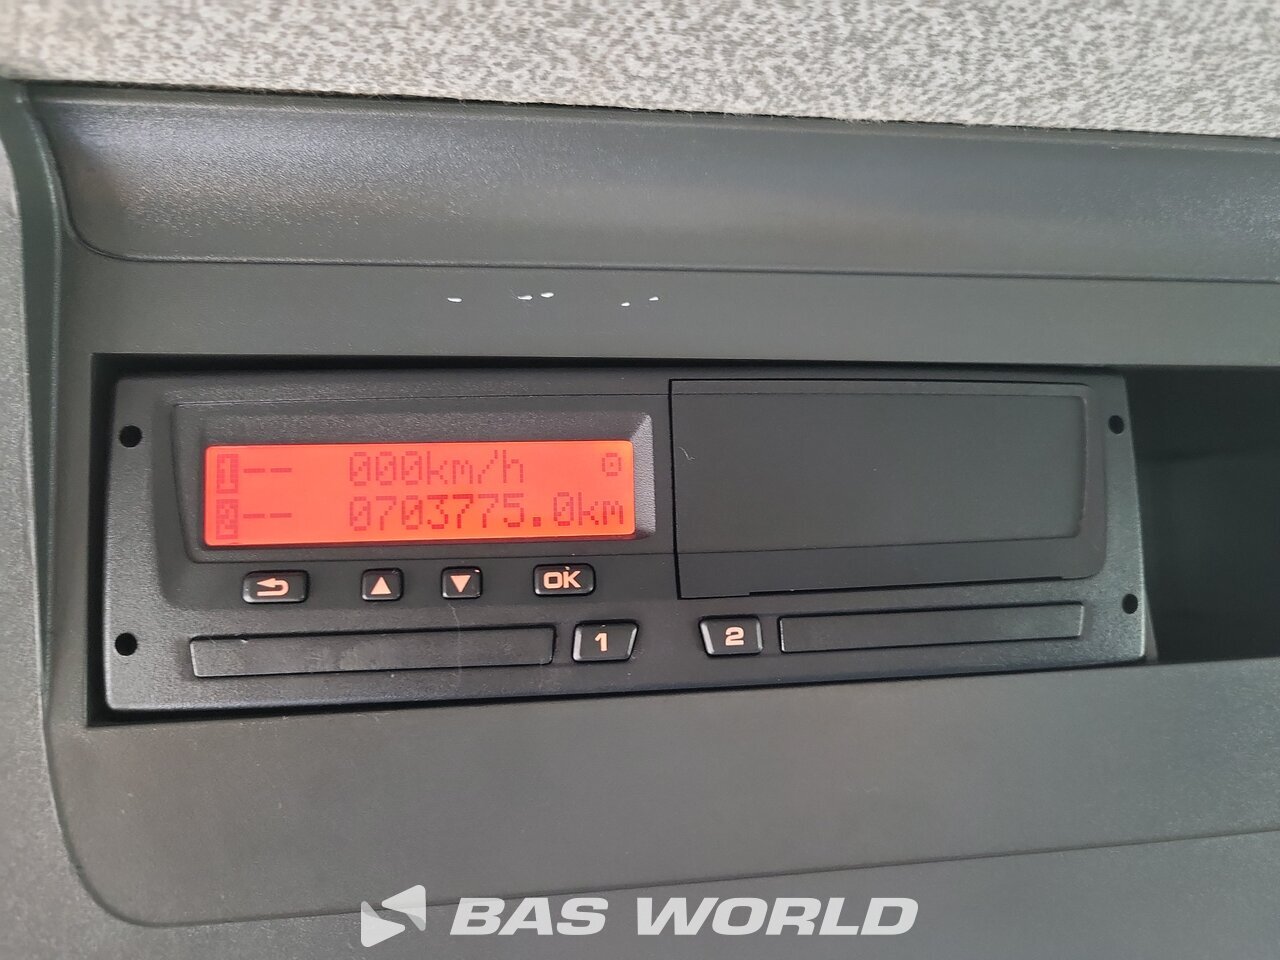 1-- 000km/h
2-- 0703775.0km
OK
1
2
BAS WORLD